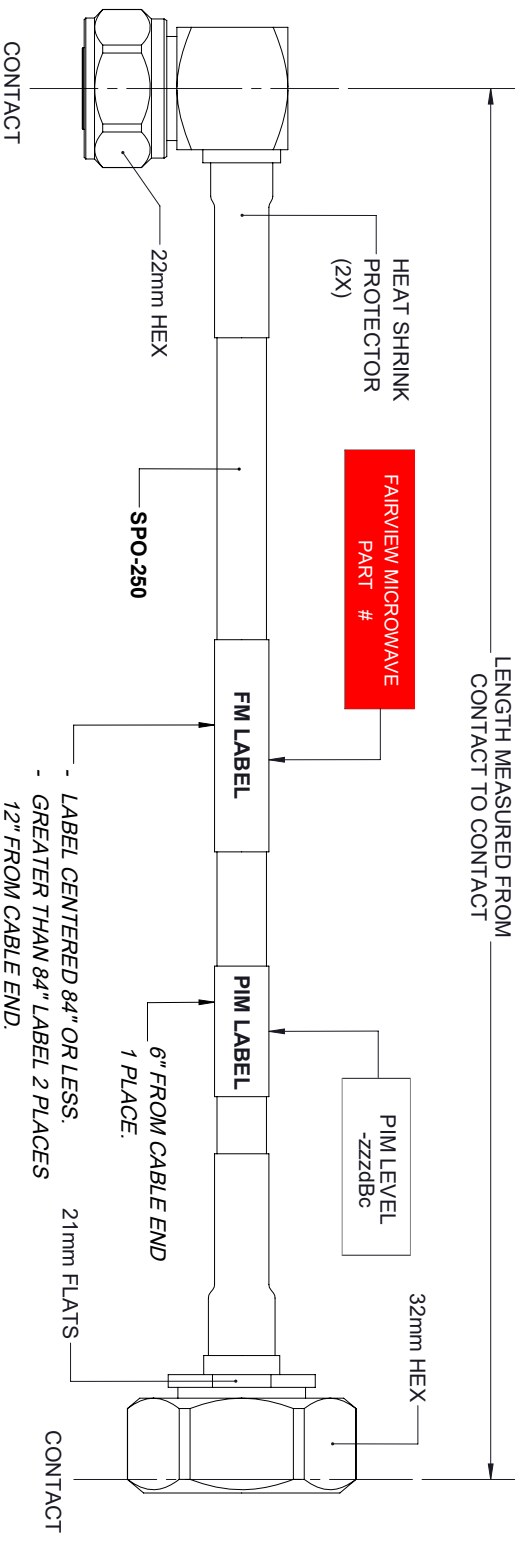 LENGTH MEASURED FROM
CONTACT TO CONTACT
HEAT SHRINK
PROTECTOR
(2X)
FAIRVIEW MICROWAVE
PART #
PIM LEVEL
-zzzdBc
32mm HEX
FM LABEL
PIM LABEL
22mm HEX
SPO-250
6" FROM CABLE END
1 PLACE.
21mm FLATS
CONTACT
CONTACT
- LABEL CENTERED 84" OR LESS.
- GREATER THAN 84" LABEL 2 PLACES
12" FROM CABLE END.